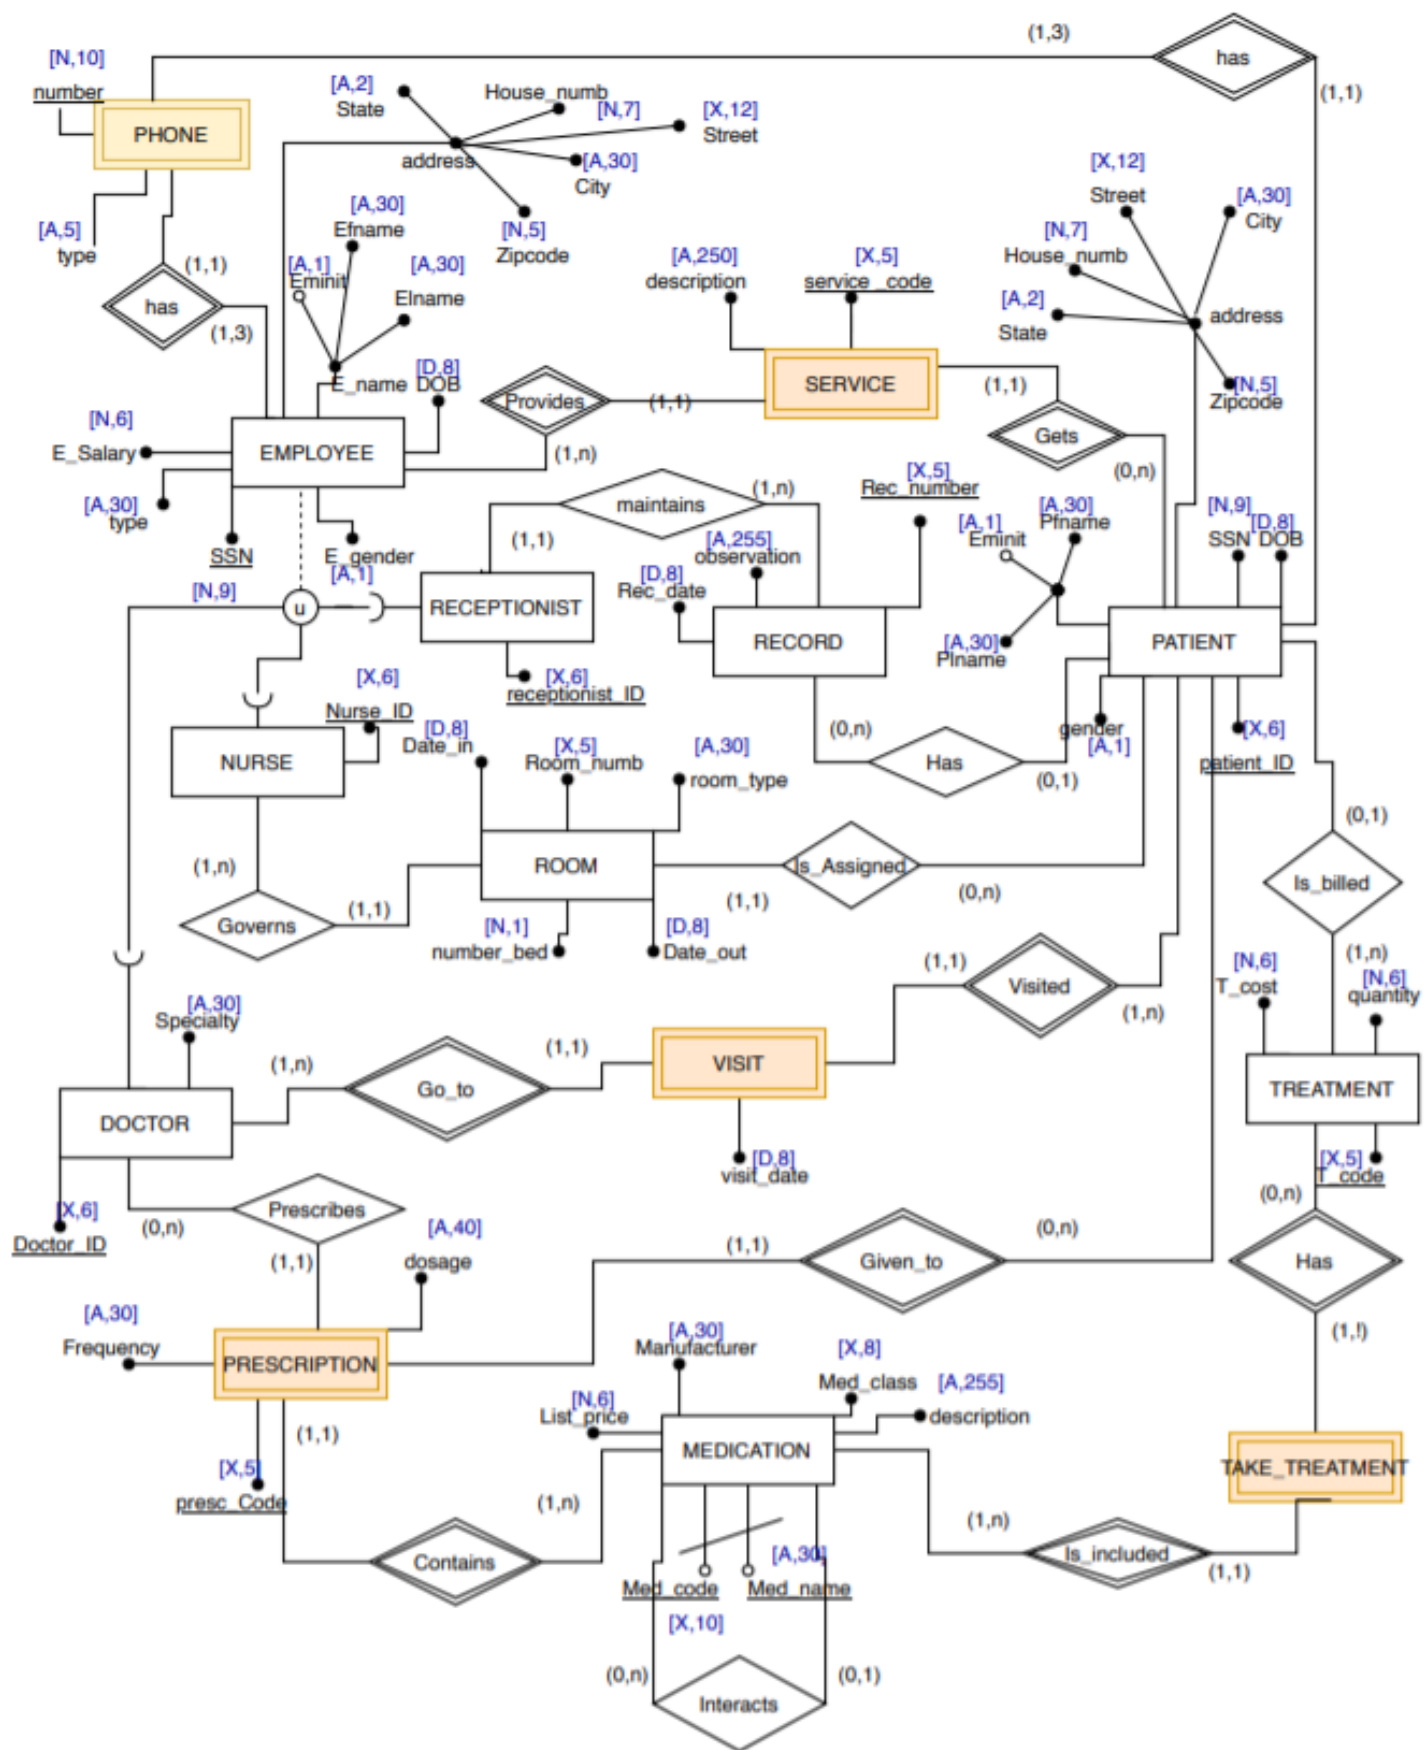 (1,3)
has
[N,10]
number
(1,1)
PHONE
[A,2]
State
House_numb
[N,7]
[X,12]
Street
address
[A,30]
City
[N,5]
Zipcode
[X,12]
Street
[A,30]
City
[N,7]
House_numb
[A,2]
State
address
[N,5]
Zipcode
[A,5]
type
(1,1)
has
(1,3)
[A,30]
Efname
[A,1]
Eminit
[A,30]
Elname
E_name
[D,8]
DOB
[A,250]
description
[X,5]
service _code
SERVICE
(1,1)
Provides
(1,1)
(1,n)
Gets
(0,n)
[N,6]
E_Salary
EMPLOYEE
[A,30]
type
SSN
E_gender
[A,1]
[N,9]
u
maintains
(1,n)
(1,1)
RECEPTIONIST
[X,6]
receptionist_ID
[X,5]
Rec_number
[A,255]
observation
[D,8]
Rec_date
RECORD
[A,30]
Pfname
[A,1]
Eminit
[A,30]
Plname
[N,9]
SSN
[D,8]
DOB
PATIENT
gender
[A,1]
[X,6]
patient_ID
(0,n)
Has
(0,1)
[X,6]
Nurse_ID
NURSE
[D,8]
Date_in
[X,5]
Room_numb
[A,30]
room_type
ROOM
(1,1)
Is_Assigned
(0,n)
(0,1)
Is_billed
(1,n)
(1,n)
Governs
(1,1)
[N,1]
number_bed
[D,8]
Date_out
(1,1)
Visited
(1,n)
[N,6]
T_cost
[N,6]
quantity
TREATMENT
[X,5]
T_code
[A,30]
Specialty
(1,n)
Go_to
(1,1)
VISIT
[D,8]
visit_date
DOCTOR
[X,6]
Doctor_ID
(0,n)
Prescribes
(1,1)
[A,40]
dosage
(1,1)
Given_to
(0,n)
(0,n)
Has
(1,!)
[A,30]
Frequency
PRESCRIPTION
[X,5]
presc_Code
(1,1)
Contains
(1,n)
[A,30]
Manufacturer
[N,6]
List_price
[X,8]
Med_class
[A,255]
description
MEDICATION
TAKE_TREATMENT
(1,n)
Is_included
(1,1)
[A,30]
Med_code
Med_name
[X,10]
(0,n)
Interacts
(0,1)